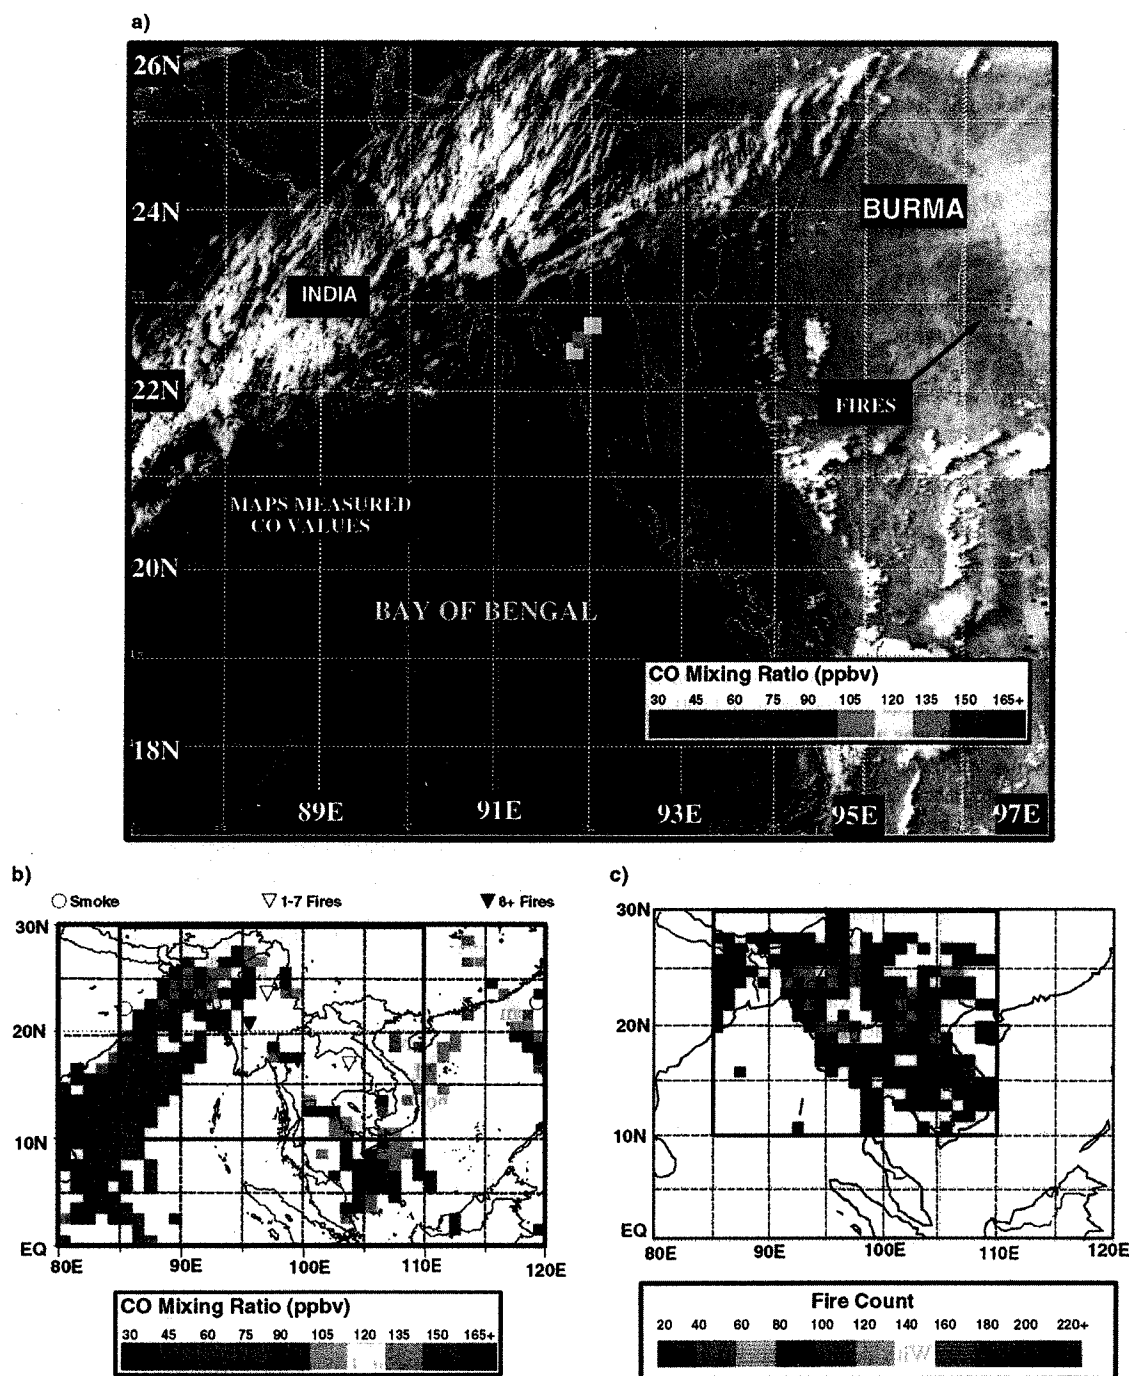 a)
26N
24N
BURMA
INDIA
22N
FIRES
MAPS MEASURED
CO VALUES
20N
BAY OF BENGAL
CO Mixing Ratio (ppbv)
30 45 60 75 90 105 120 135 150 165+
18N
89E 91E 93E 95E 97E
b)
Smoke 1-7 Fires 8+ Fires
30N
20N
10N
EQ
80E 90E 100E 110E 120E
CO Mixing Ratio (ppbv)
30 45 60 75 90 105 120 135 150 165+
c)
30N
20N
10N
EQ
80E 90E 100E 110E 120E
Fire Count
20 40 60 80 100 120 140 160 180 200 220+